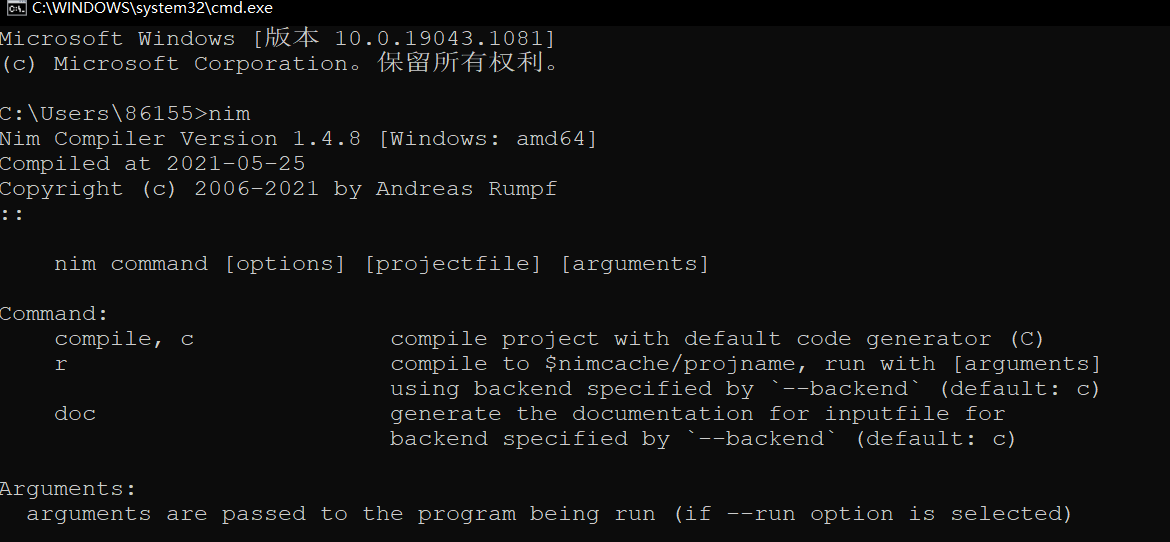 C:\WINDOWS\system32\cmd.exe
Microsoft Windows [版本 10.0.19043.1081]
(c) Microsoft Corporation。保留所有权利。
C:\Users\86155>nim
Nim Compiler Version 1.4.8 [Windows: amd64]
Compiled at 2021-05-25
Copyright (c) 2006-2021 by Andreas Rumpf
::
nim command [options] [projectfile] [arguments]
Command:
compile, c compile project with default code generator (C)
r compile to $nimcache/projname, run with [arguments]
using backend specified by `--backend` (default: c)
doc generate the documentation for inputfile for
backend specified by `--backend` (default: c)
Arguments:
arguments are passed to the program being run (if --run option is selected)